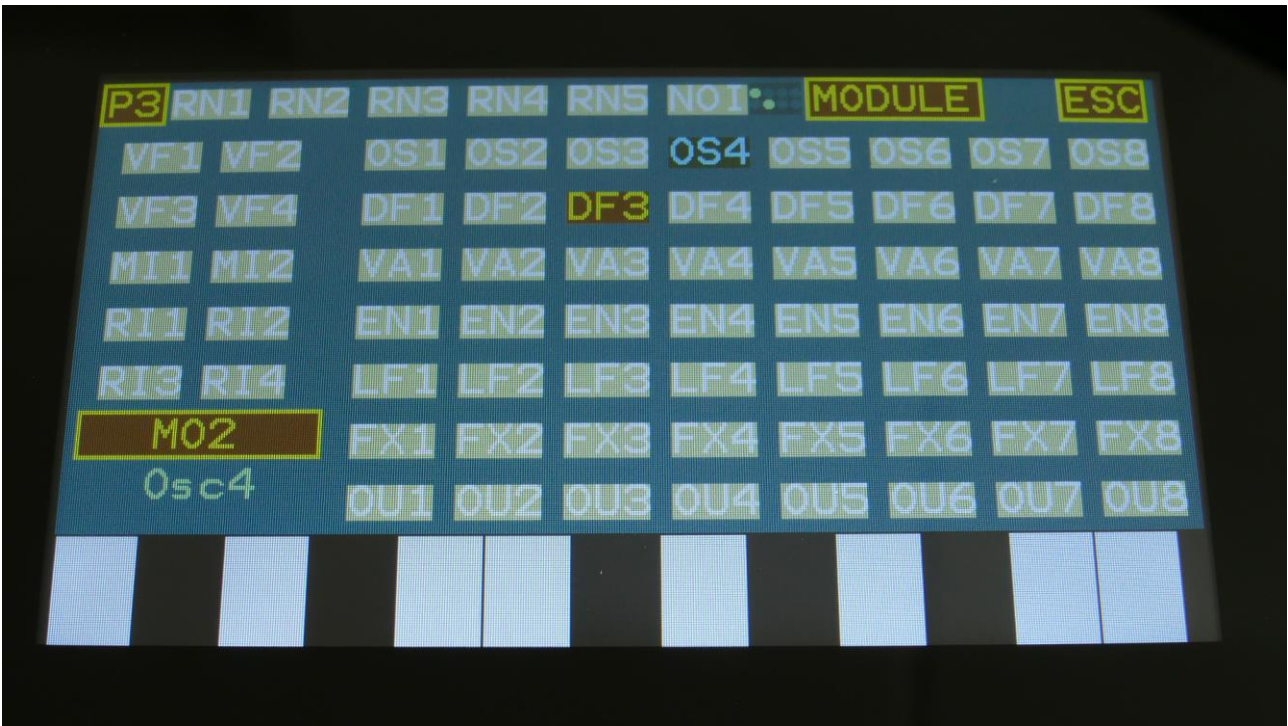 P3 RN1 RN2 RN3 RN4 RN5 NOI MODULE ESC
VF1 VF2 OS1 OS2 OS3 OS4 OS5 OS6 OS7 OS8
VF3 VF4 DF1 DF2 DF3 DF4 DF5 DF6 DF7 DF8
MI1 MI2 VA1 VA2 VA3 VA4 VA5 VA6 VA7 VA8
RI1 RI2 EN1 EN2 EN3 EN4 EN5 EN6 EN7 EN8
RI3 RI4 LF1 LF2 LF3 LF4 LF5 LF6 LF7 LF8
MO2 FX1 FX2 FX3 FX4 FX5 FX6 FX7 FX8
Osc4 OU1 OU2 OU3 OU4 OU5 OU6 OU7 OU8